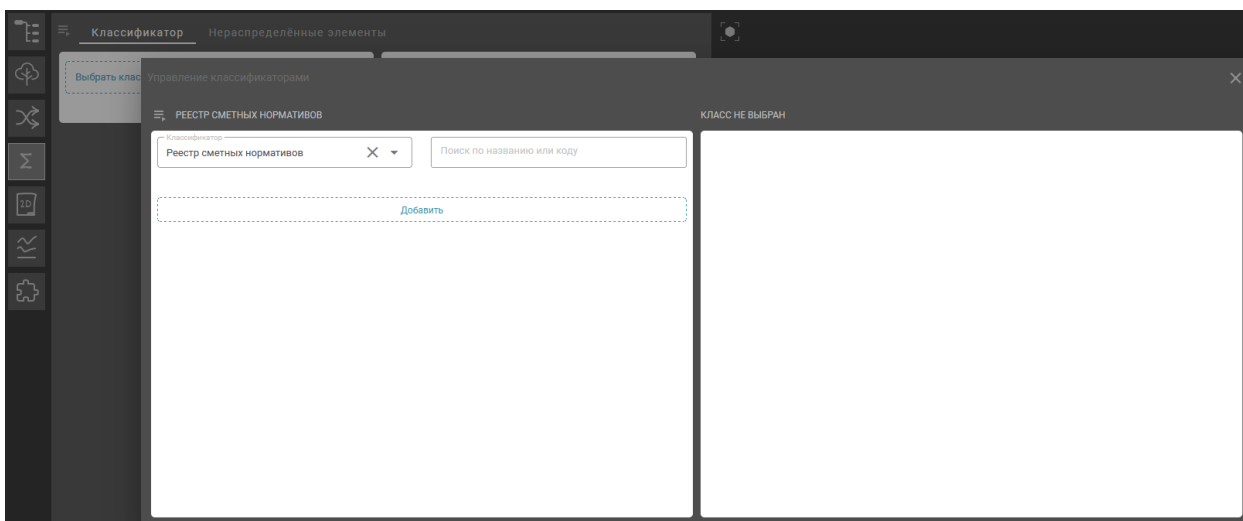 Классификатор Нераспределённые элементы
Выбрать клас
Управление классификаторами
РЕЕСТР СМЕТНЫХ НОРМАТИВОВ
КЛАСС НЕ ВЫБРАН
Классификатор
Реестр сметных нормативов
Поиск по названию или коду
Добавить
2D